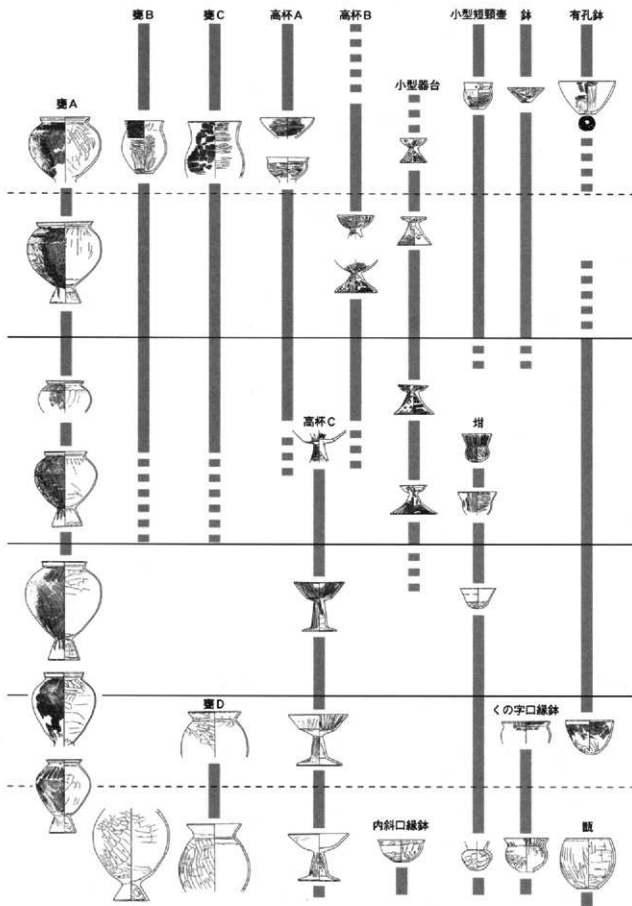 甕B
甕C
高杯A
高杯B
小型短頸壷
鉢
有孔鉢
小型器台
甕A
高杯C
坩
甕D
くの字口縁鉢
内斜口縁鉢
甑